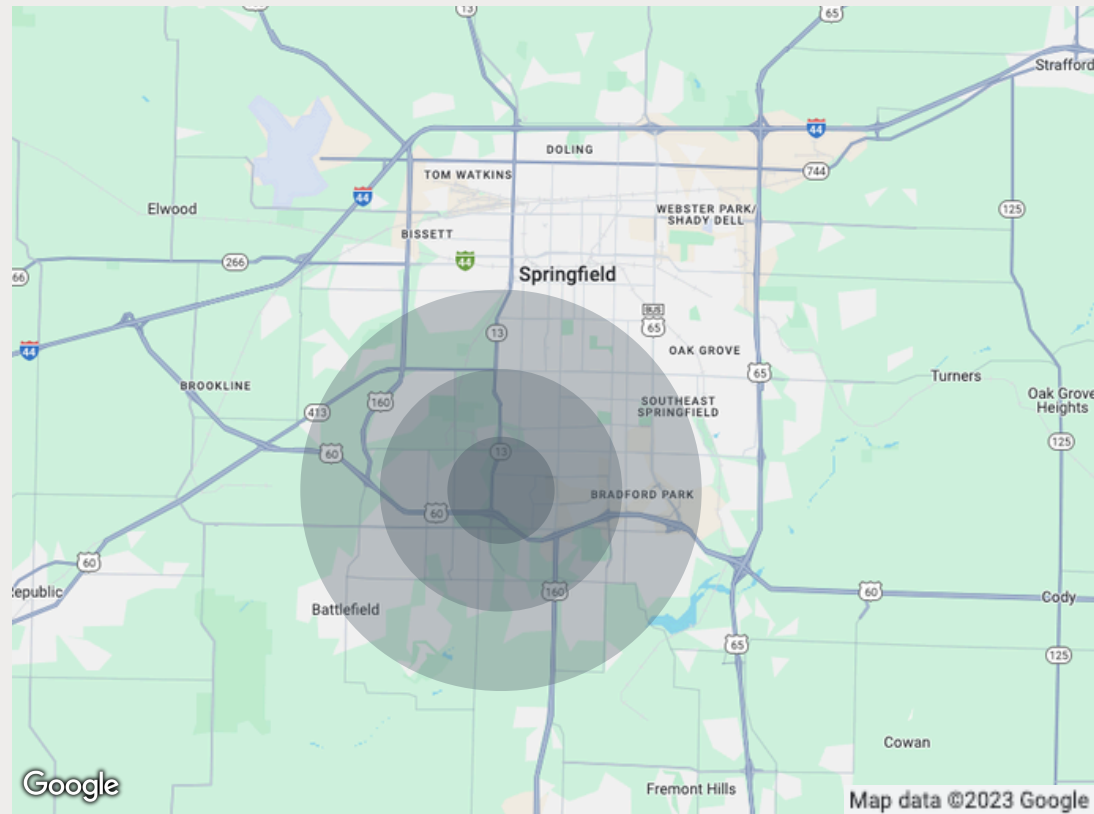 13
65
Strafford
44
DOLING
744
TOM WATKINS
44
Elwood
WEBSTER PARK/
SHADY DELL
125
BISSETT
266
44
66
Springfield
BUS
65
13
44
OAK GROVE
65
Turners
BROOKLINE
160
SOUTHEAST
SPRINGFIELD
Oak Grove
Heights
413
125
60
13
BRADFORD PARK
60
60
epublic
160
60
Cody
Battlefield
65
125
Cowan
Fremont Hills
Google
Map data ©2023 Google